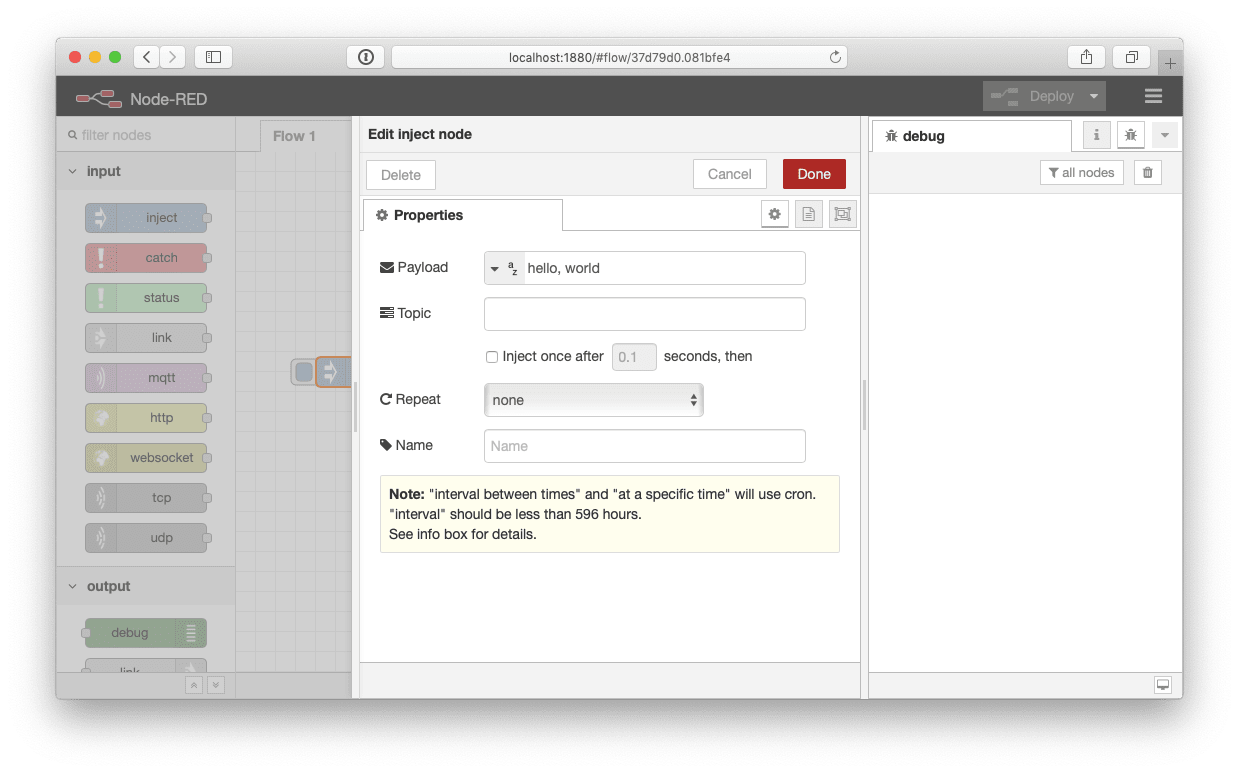 localhost:1880/#flow/37d79d0.081bfe4
Node-RED
Deploy
filter nodes
input
inject
catch
status
link
mqtt
http
websocket
tcp
udp
output
debug
link
Flow 1
Edit inject node
Delete
Cancel
Done
Properties
Payload
a
z
hello, world
Topic
Inject once after 0.1 seconds, then
Repeat
none
Name
Name
Note: "interval between times" and "at a specific time" will use cron.
"interval" should be less than 596 hours.
See info box for details.
debug
i
all nodes